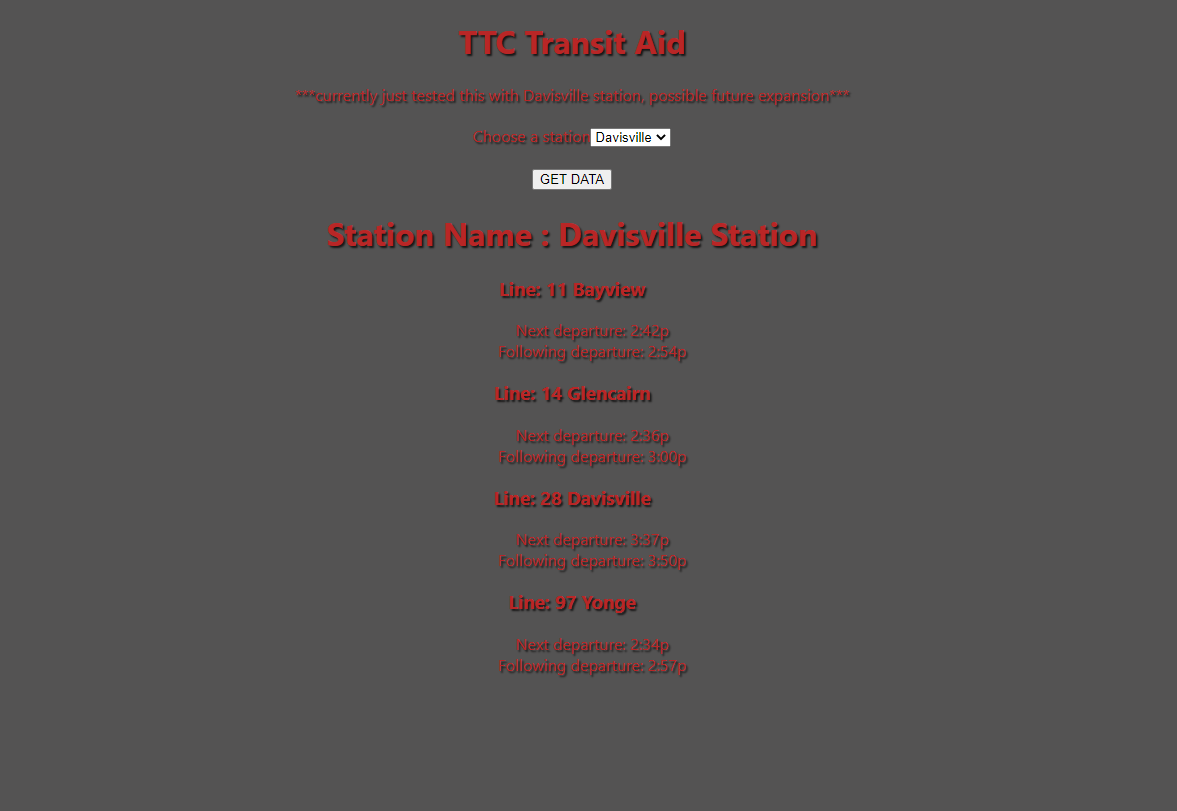 TTC Transit Aid
***currently just tested this with Davisville station, possible future expansion***
Choose a station Davisville
GET DATA
Station Name : Davisville Station
Line: 11 Bayview
Next departure: 2:42p
Following departure: 2:54p
Line: 14 Glencairn
Next departure: 2:36p
Following departure: 3:00p
Line: 28 Davisville
Next departure: 3:37p
Following departure: 3:50p
Line: 97 Yonge
Next departure: 2:34p
Following departure: 2:57p